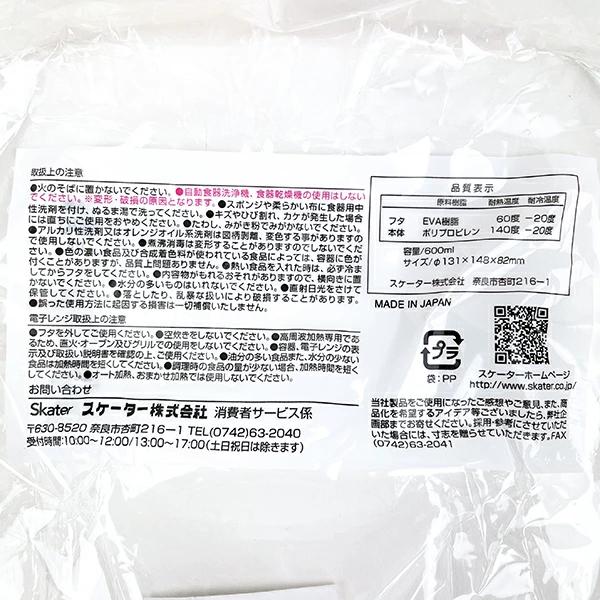 取扱上の注意
●火のそばに置かないでください。●自動食器洗浄機、食器乾燥機の使用はしない
でください。※変形・破損の原因となります。●スポンジや柔らかい布に食器用中
性洗剤を付け、ぬるま湯で洗ってください。●キズやひび割れ、カケが発生した場合
には直ちにご使用をおやめください。●たわし、みがき粉でみがかないでください。
●アルカリ性洗剤又はオレンジオイル系洗剤は図柄剥離、変色する事がありますの
で使用しないでください。●煮沸消毒は変形することがありますのでしないでくださ
い。●色の濃い食品及び合成着色料が使われている食品によっては、容器に色が
付くことがありますが、品質上問題ありません。●熱い食品を入れた時は、必ず冷ま
してからフタをしてください。●内容物がもれるおそれがありますので、横向きに置
かないでください。●水分の多いものはいれないでください。●直射日光をさけて
保管してください。●落としたり、乱暴な扱いにより破損することがあります。
●誤った使用方法に起因する損害は一切補償いたしません。
電子レンジ取扱上の注意
●フタを外してご使用ください。●空炊きをしないでください。●高周波加熱専用であ
るため、直火・オーブン及びグリルでの使用をしないでください。●容器、電子レンジの表
示及び取扱い説明書を確認の上、ご使用ください。●油分の多い食品また、水分の少ない
食品は加熱時間を短くしてください。●調理時の食品の量が少ない場合、加熱時間を短くして
ください。●オート加熱、おまかせ加熱では使用しないでください。
お問い合わせ
Skater スケーター株式会社 消費者サービス係
〒630-8520 奈良市杏町216-1 TEL(0742)63-2040
受付時間:10:00~12:00/13:00~17:00(土日祝日は除きます)
品質表示
原料樹脂 耐熱温度 耐冷温度
フタ EVA樹脂 60度 -20度
本体 ポリプロピレン 140度 -20度
容量/600ml
サイズ/φ131×148×82mm
スケーター株式会社 奈良市杏町216-1
MADE IN JAPAN
プラ
袋:PP
スケーターホームページ
http://www.skater.co.jp/
当社製品をご使用になったご感想やご意見、また、商
品化を希望するアイデア等ございましたら、弊社企
画部までお寄せください。採用・参考にさせていただ
いた場合には、寸志を贈らせていただきます。FAX
(0742)63-2041